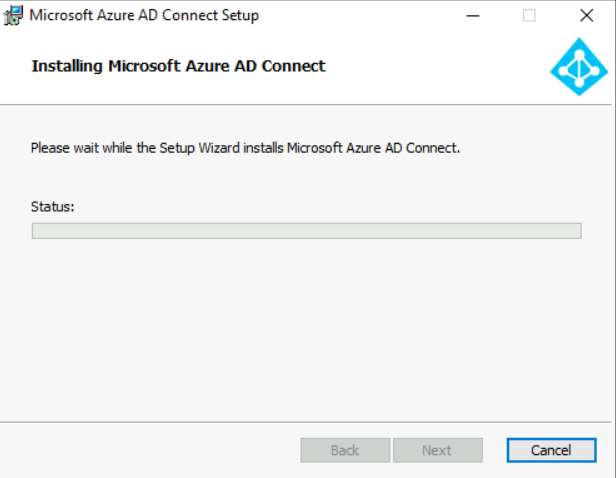 Microsoft Azure AD Connect Setup
Installing Microsoft Azure AD Connect
Please wait while the Setup Wizard installs Microsoft Azure AD Connect.
Status:
Back Next Cancel